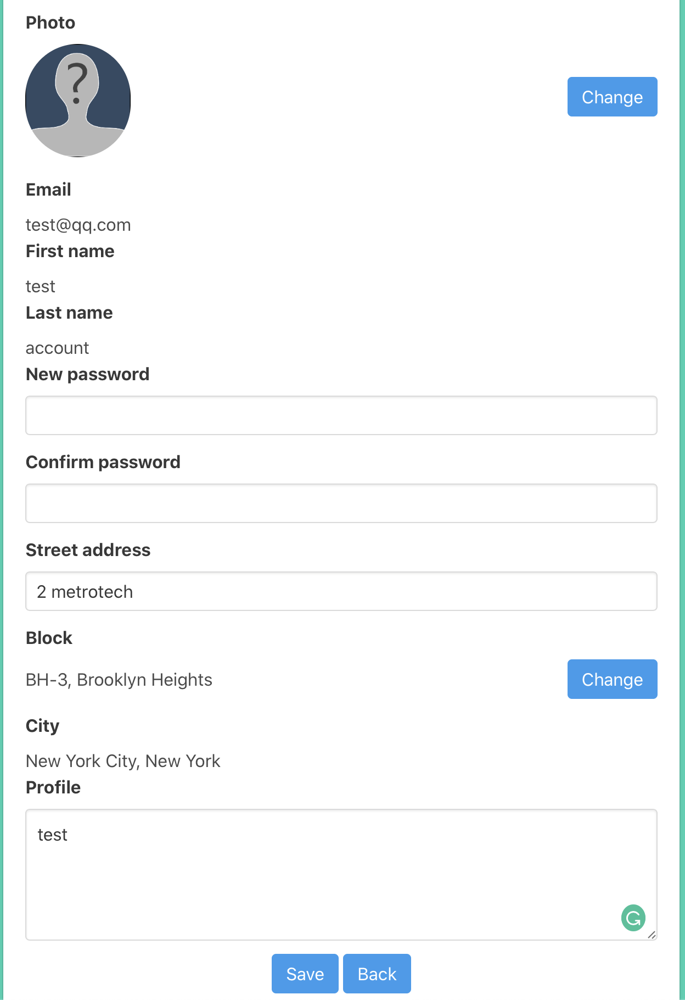 Photo
?
Change
Email
test@qq.com
First name
test
Last name
account
New password
Confirm password
Street address
2 metrotech
Block
BH-3, Brooklyn Heights
Change
City
New York City, New York
Profile
test
G
Save Back